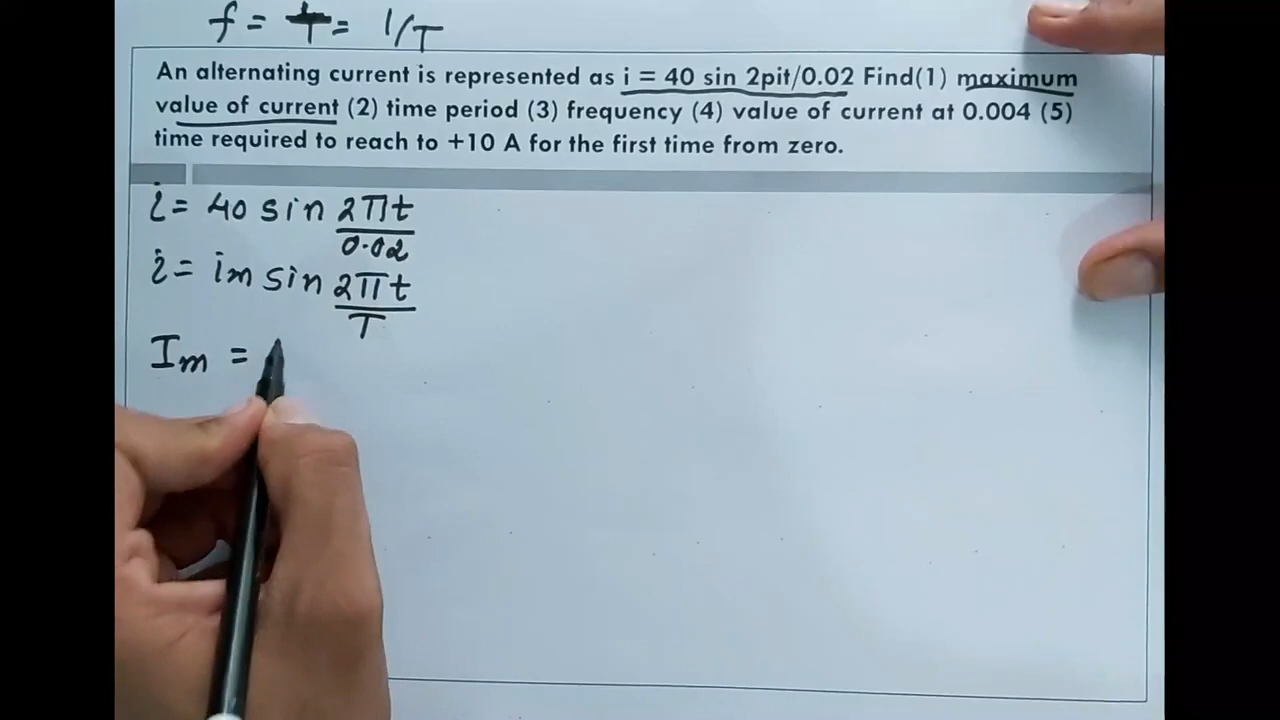 f = = 1/T
An alternating current is represented as i = 40 sin 2pit/0.02 Find(1) maximum
value of current (2) time period (3) frequency (4) value of current at 0.004 (5)
time required to reach to +10 A for the first time from zero.
i = 40 sin 2πt/0.02
i = im sin 2πt/T
Im =